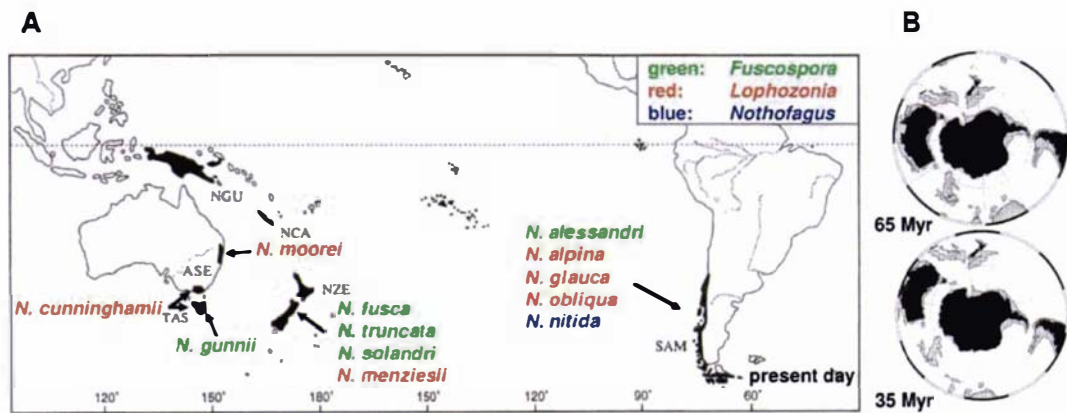 A
B
green: Fuscospora
red: Lophozonia
blue: Nothofagus
NGU
NCA
N. moorei
ASE
N. cunninghamii
TAS
N. gunnii
NZE
N. fusca
N. truncata
N. solandri
N. menziesii
N. alessandri
N. alpina
N. glauca
N. obliqua
N. nitida
SAM
present day
120° 150° 180° 150° 120° 90° 60°
65 Myr
35 Myr